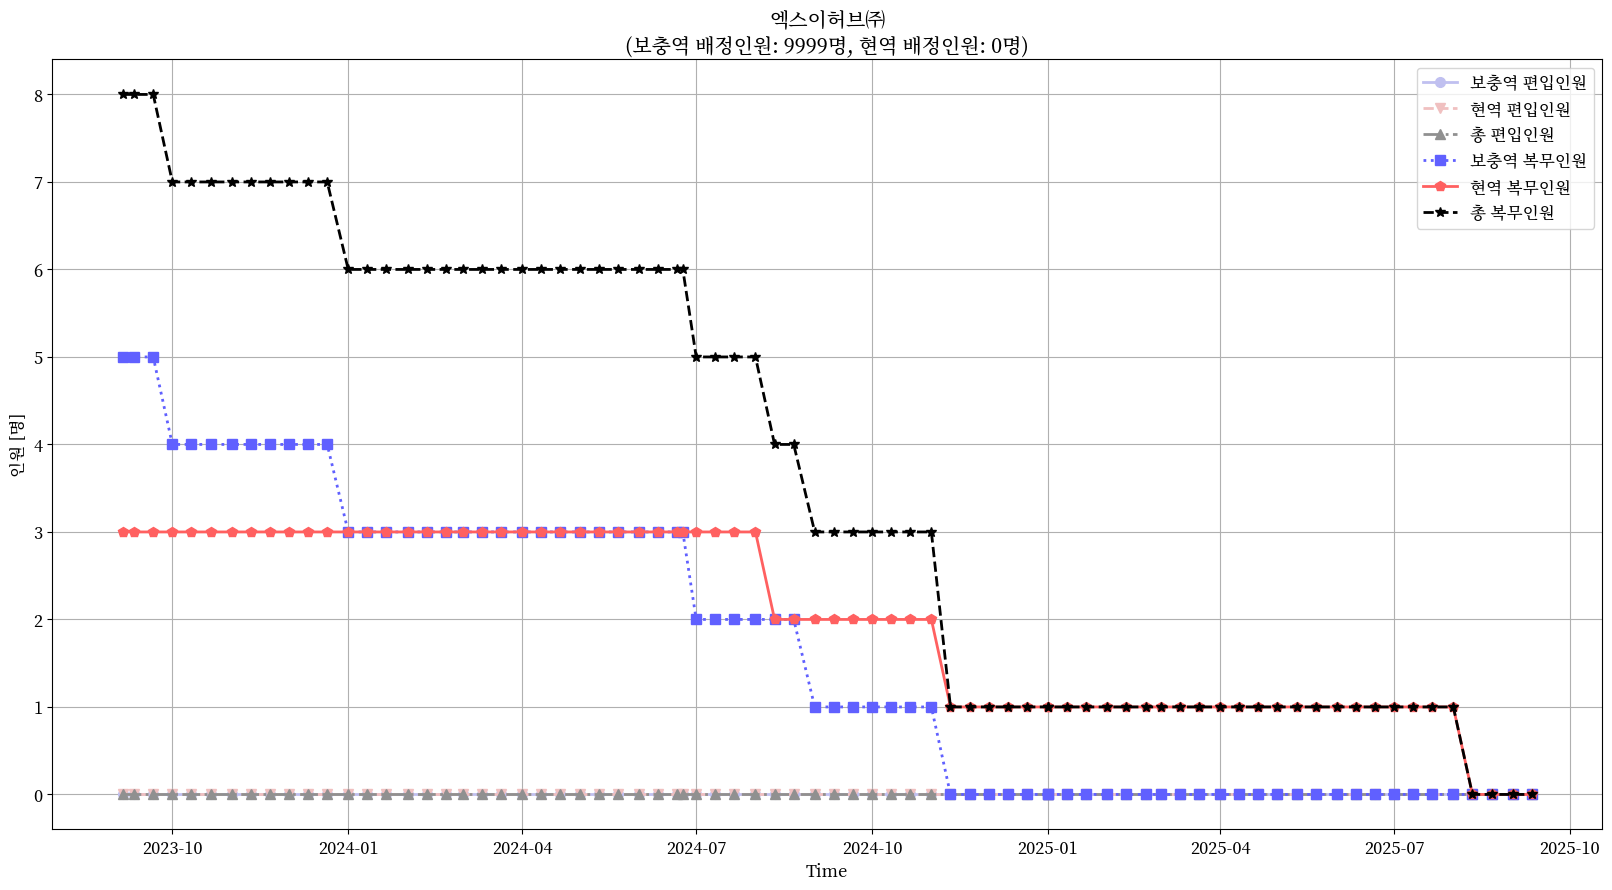 엑스이허브㈜
(보충역 배정인원: 9999명, 현역 배정인원: 0명)
보충역 편입인원
현역 편입인원
총 편입인원
보충역 복무인원
현역 복무인원
총 복무인원
인원 [명]
8
7
6
5
4
3
2
1
0
2023-10
2024-01
2024-04
2024-07
2024-10
2025-01
2025-04
2025-07
2025-10
Time